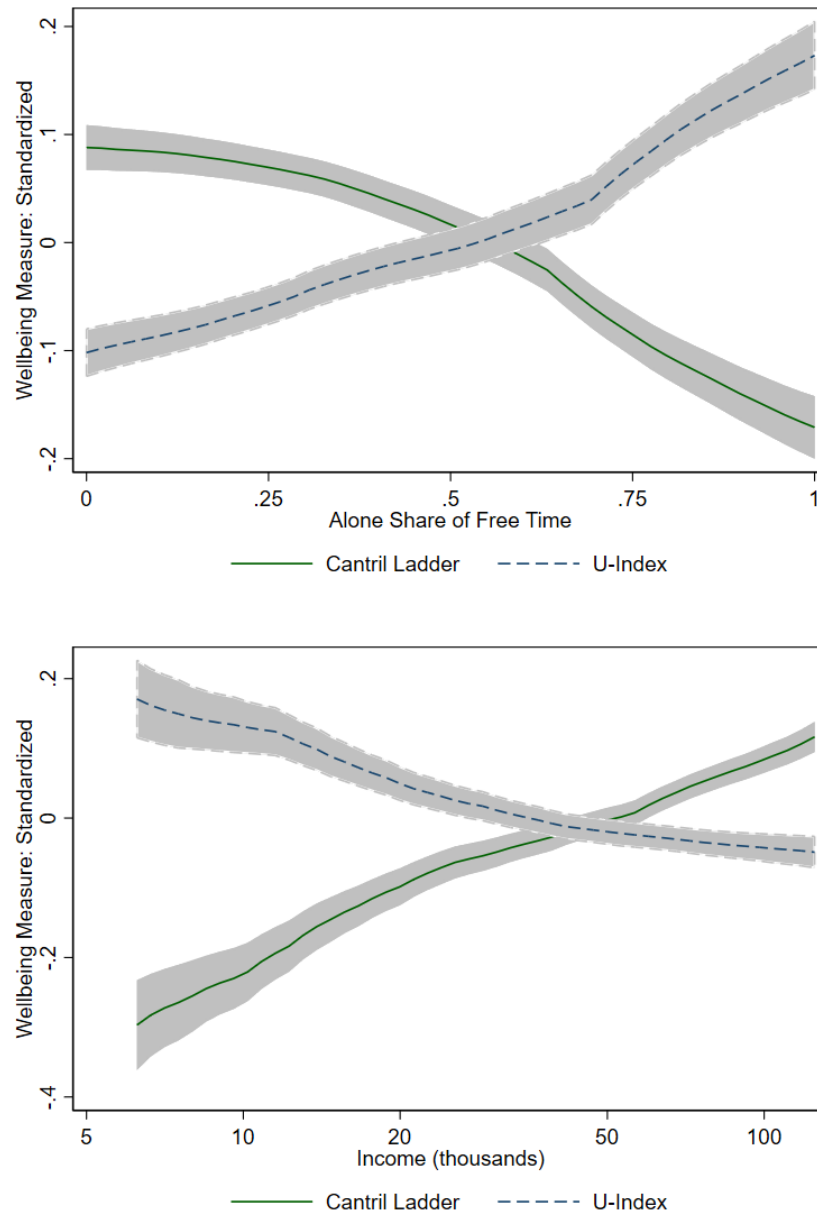 Wellbeing Measure: Standardized
.2
.1
0
-.1
-.2
0 .25 .5 .75 1
Alone Share of Free Time
Cantril Ladder U-Index
Wellbeing Measure: Standardized
.2
0
-.2
-.4
5 10 20 50 100
Income (thousands)
Cantril Ladder U-Index